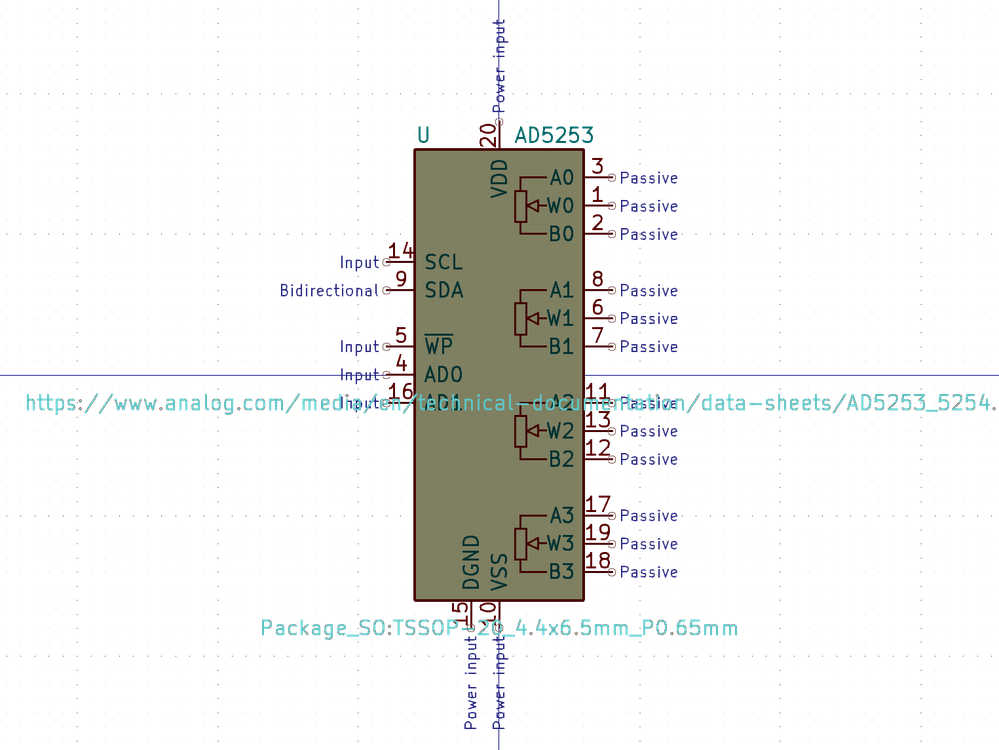 Power input
20
U AD5253
VDD
A0 3 Passive
W0 1 Passive
B0 2 Passive
Input 14 SCL
Bidirectional 9 SDA
A1 8 Passive
W1 6 Passive
Input 5 WP
B1 7 Passive
Input 4 AD0
Input 16 AD1
A2 11 Passive
https://www.analog.com/media/en/technical-documentation/data-sheets/AD5253_5254.
W2 13 Passive
B2 12 Passive
A3 17 Passive
W3 19 Passive
B3 18 Passive
DGND
VSS
15
10
Package_SO:TSSOP-20_4.4x6.5mm_P0.65mm
Power input
Power input